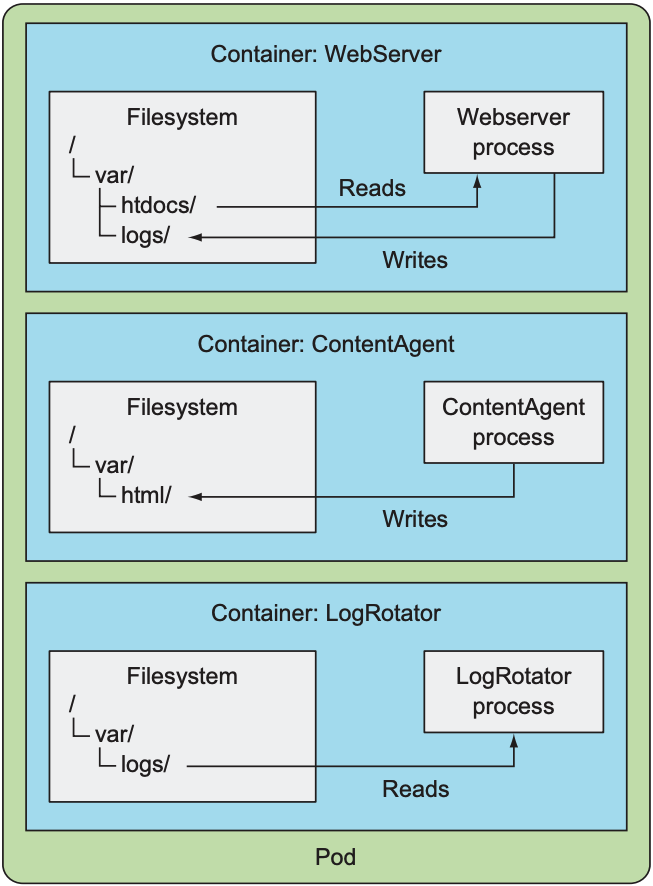 Container: WebServer
Filesystem
/
var/
htdocs/
logs/
Webserver
process
Reads
Writes
Container: ContentAgent
Filesystem
/
var/
html/
ContentAgent
process
Writes
Container: LogRotator
Filesystem
/
var/
logs/
LogRotator
process
Reads
Pod